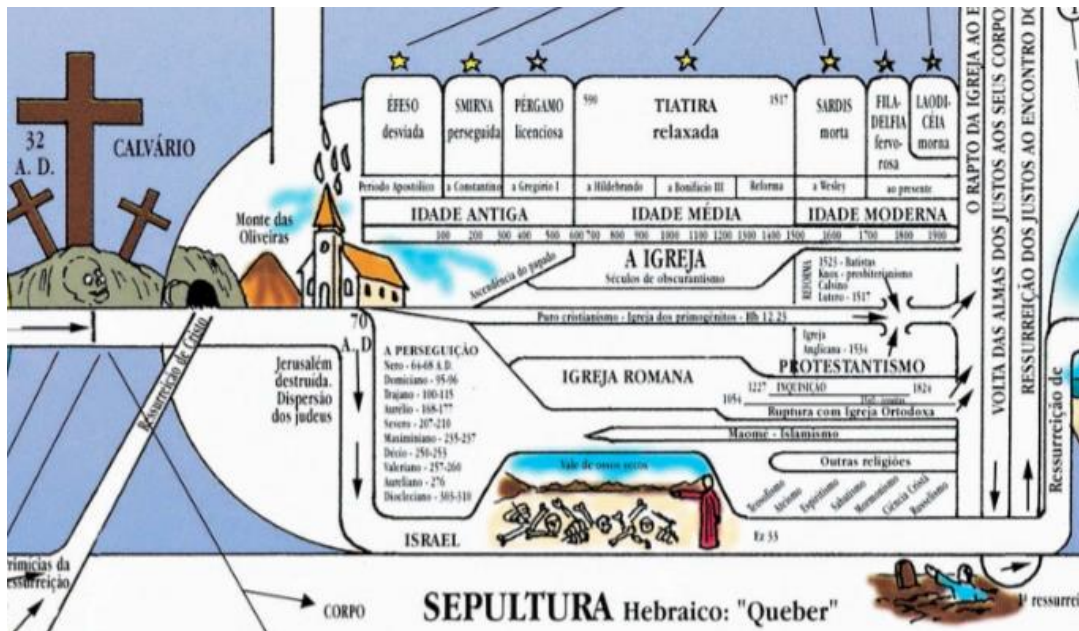 32
A. D.
CALVÁRIO
Monte das
Oliveiras
ÉFESO
desviada
SMIRNA
perseguida
PÉRGAMO
licenciosa
590
TIATIRA
relaxada
1517
SARDIS
morta
FILA-
DELFIA
fervo-
rosa
LAODI-
CÉIA
morna
Período Apostólico
a Constantino
a Gregório I
a Hildebrando
a Bonifácio III
Reforma
a Wesley
ao presente
IDADE ANTIGA
IDADE MÉDIA
IDADE MODERNA
100 200 300 400 500 600 700 800 900 1000 1100 1200 1300 1400 1500 1600 1700 1800 1900
Ascendência do papado
A IGREJA
Séculos de obscurantismo
REFORMA
1523 - Batistas
Knox - presbiterianismo
Calvino
Lutero - 1517
Puro cristianismo - Igreja dos primogênitos - Hb 12.23
Igreja
Anglicana - 1534
PROTESTANTISMO
IGREJA ROMANA
1227 INQUISIÇÃO 1824
1054
Ruptura com Igreja Ortodoxa
Maomé - Islamismo
Outras religiões
Ateísmo
Espiritismo
Sabatismo
Mormonismo
Ciência Cristã
Russelismo
70
A. D
Jerusalém
destruída.
Dispersão
dos judeus
A PERSEGUIÇÃO
Nero - 64-68 A.D.
Domiciano - 95-96
Trajano - 100-115
Aurélio - 168-177
Severo - 207-210
Maximiniano - 235-237
Décio - 250-253
Valeriano - 257-260
Aureliano - 276
Diocleciano - 303-310
Ressurreição de Cristo
Vale de ossos secos
ISRAEL
Ez 33
O RAPTO DA IGREJA AO E
VOLTA DAS ALMAS DOS JUSTOS AOS SEUS CORPO
RESSURREIÇÃO DOS JUSTOS AO ENCONTRO DO
Ressurreição de
rimícias da
essurreição
CORPO
SEPULTURA Hebraico: "Queber"
1ª ressurrei